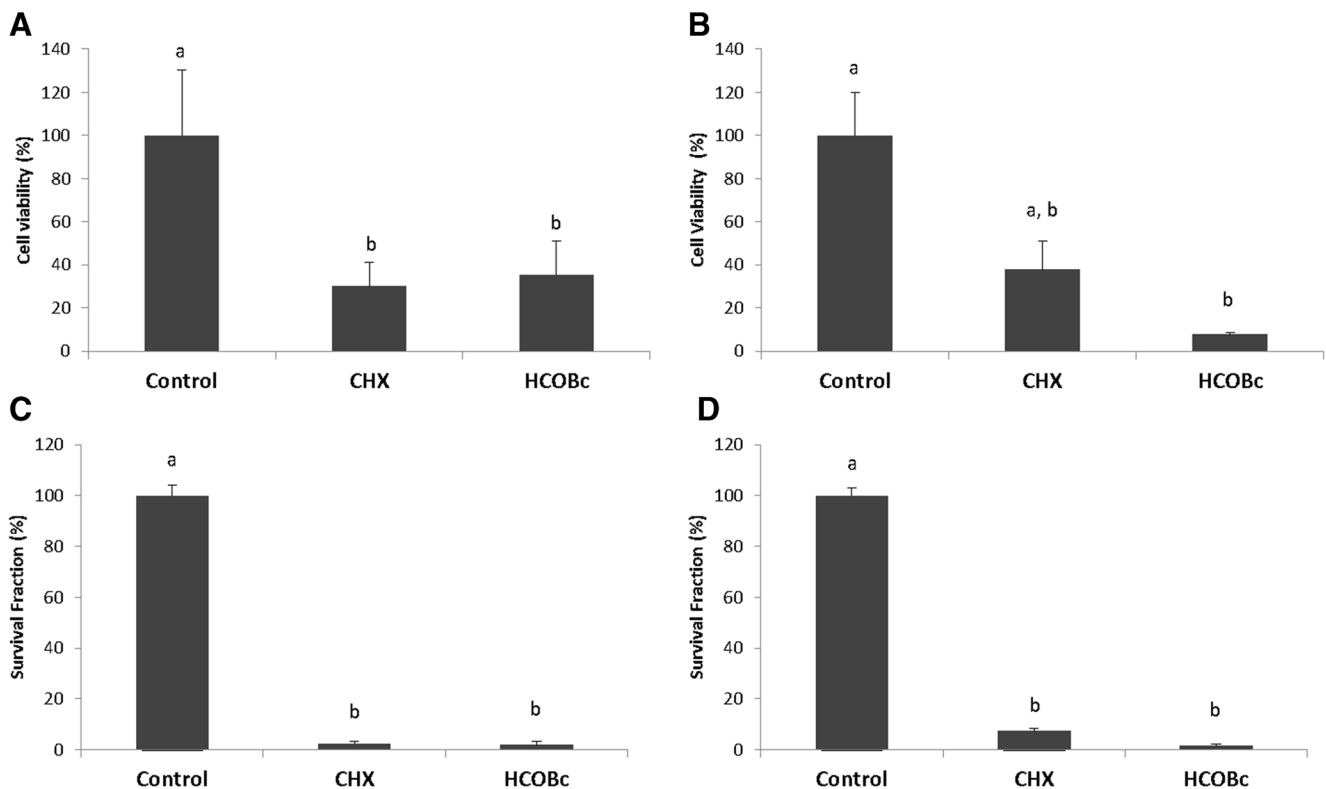 A
Cell viability (%)
140
120
100
80
60
40
20
0
a
b
b
Control CHX HCOBc
B
Cell Viability (%)
140
120
100
80
60
40
20
0
a
a, b
b
Control CHX HCOBc
C
Survival Fraction (%)
120
100
80
60
40
20
0
a
b
b
Control CHX HCOBc
D
Survival Fraction (%)
120
100
80
60
40
20
0
a
b
b
Control CHX HCOBc